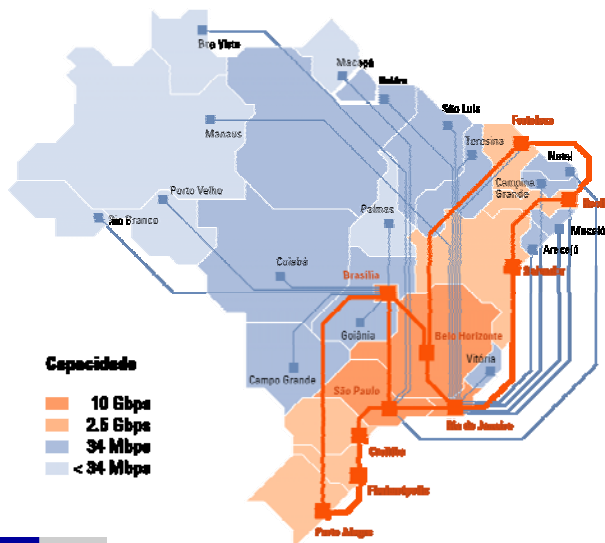 Boa Vista
Macapá
Belém
São Luis
Fortaleza
Manaus
Teresina
Natal
Campina
Grande
Porto Velho
Palmas
Maceió
Rio Branco
Aracajú
Salvador
Cuiabá
Brasília
Goiânia
Belo Horizonte
Vitória
Campo Grande
São Paulo
Rio de Janeiro
Curitiba
Florianópolis
Porto Alegre
Capacidade
10 Gbps
2.5 Gbps
34 Mbps
< 34 Mbps